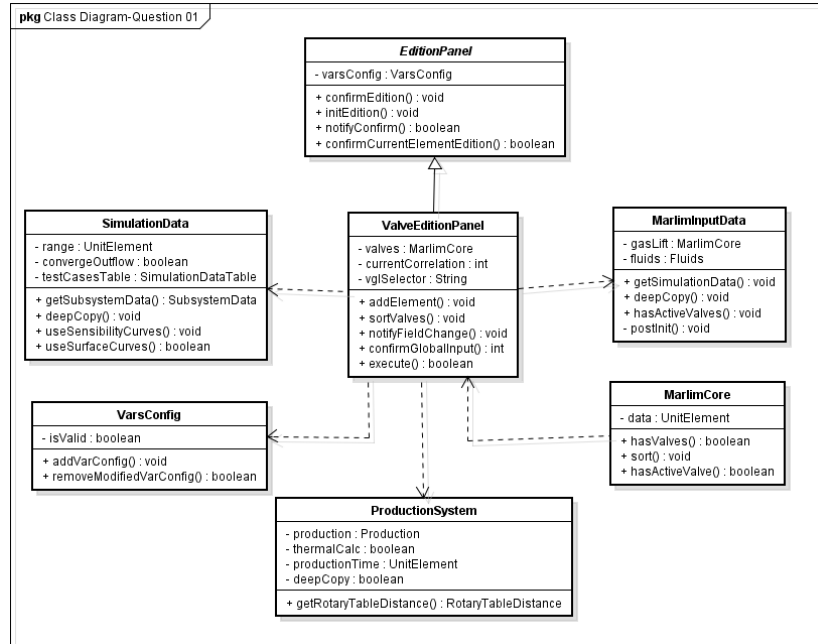 pkg Class Diagram-Question 01
EditionPanel
- varsConfig : VarsConfig
+ confirmEdition() : void
+ initEdition() : void
+ notifyConfirm() : boolean
+ confirmCurrentElementEdition() : boolean
SimulationData
- range : UnitElement
- convergeOutflow : boolean
- testCasesTable : SimulationDataTable
+ getSubsystemData() : SubsystemData
+ deepCopy() : void
+ useSensibilityCurves() : void
+ useSurfaceCurves() : boolean
ValveEditionPanel
- valves : MarlimCore
- currentCorrelation : int
- vglSelector : String
+ addElement() : void
+ sortValves() : void
+ notifyFieldChange() : void
+ confirmGlobalInput() : int
+ execute() : boolean
MarlimInputData
- gasLift : MarlimCore
- fluids : Fluids
+ getSimulationData() : void
+ deepCopy() : void
+ hasActiveValves() : void
- postInit() : void
VarsConfig
- isValid : boolean
+ addVarConfig() : void
+ removeModifiedVarConfig() : boolean
MarlimCore
- data : UnitElement
+ hasValves() : boolean
+ sort() : void
+ hasActiveValve() : boolean
ProductionSystem
- production : Production
- thermalCalc : boolean
- productionTime : UnitElement
- deepCopy : boolean
+ getRotaryTableDistance() : RotaryTableDistance